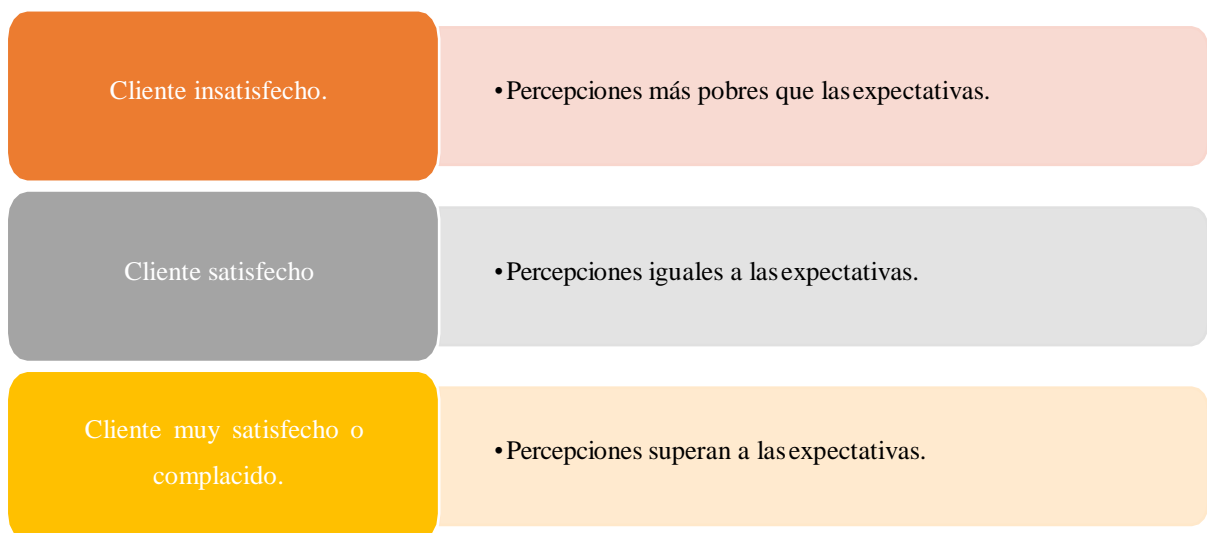 Cliente insatisfecho.
• Percepciones más pobres que las expectativas.
Cliente satisfecho
• Percepciones iguales a las expectativas.
Cliente muy satisfecho o
complacido.
• Percepciones superan a las expectativas.